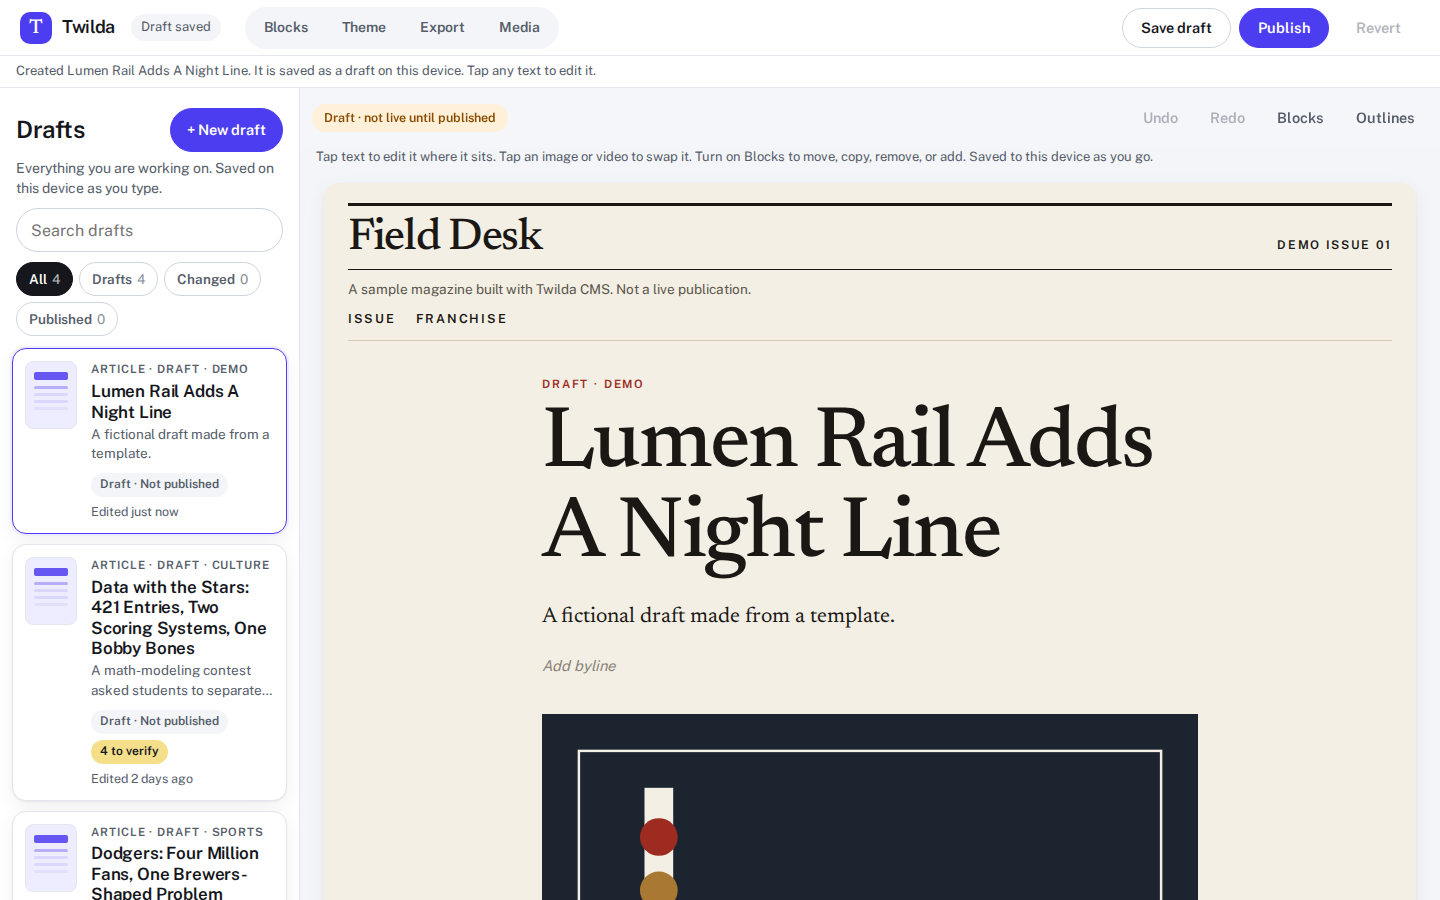 T Twilda Draft saved Blocks Theme Export Media Save draft Publish Revert
Created Lumen Rail Adds A Night Line. It is saved as a draft on this device. Tap any text to edit it.
Drafts + New draft
Everything you are working on. Saved on
this device as you type.
Search drafts
All 4 Drafts 4 Changed 0
Published 0
ARTICLE · DRAFT · DEMO
Lumen Rail Adds A
Night Line
A fictional draft made from a
template.
Draft · Not published
Edited just now
ARTICLE · DRAFT · CULTURE
Data with the Stars:
421 Entries, Two
Scoring Systems, One
Bobby Bones
A math-modeling contest
asked students to separate...
Draft · Not published
4 to verify
Edited 2 days ago
ARTICLE · DRAFT · SPORTS
Dodgers: Four Million
Fans, One Brewers-
Shaped Problem
Draft · not live until published Undo Redo Blocks Outlines
Tap text to edit it where it sits. Tap an image or video to swap it. Turn on Blocks to move, copy, remove, or add. Saved to this device as you go.
Field Desk DEMO ISSUE 01
A sample magazine built with Twilda CMS. Not a live publication.
ISSUE FRANCHISE
DRAFT · DEMO
Lumen Rail Adds
A Night Line
A fictional draft made from a template.
Add byline